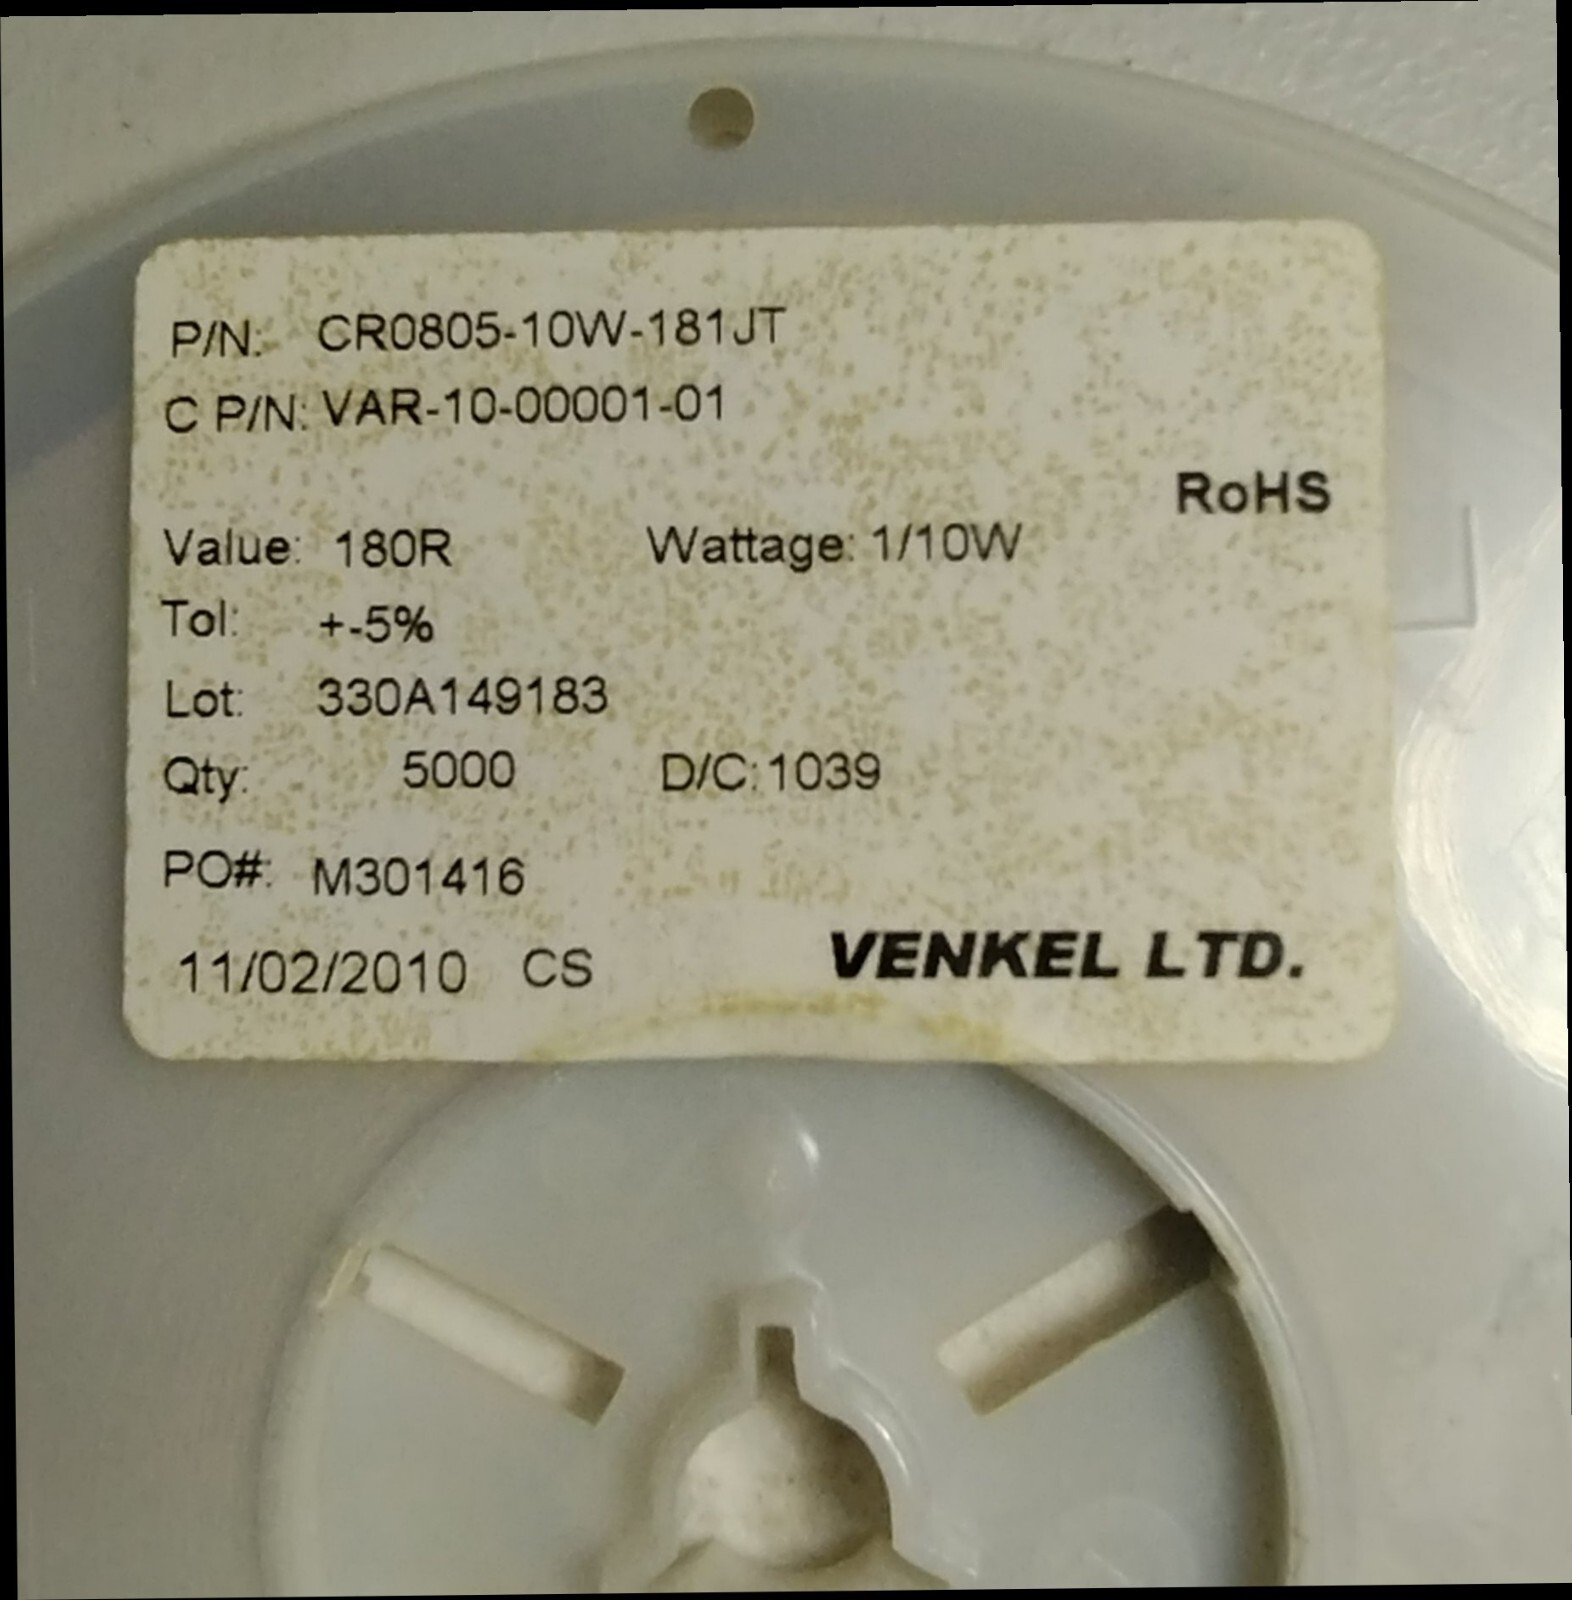 P/N: CR0805-10W-181JT
C P/N: VAR-10-00001-01
RoHS
Value: 180R Wattage: 1/10W
Tol: +-5%
Lot: 330A149183
Qty: 5000 D/C: 1039
PO#: M301416
11/02/2010 CS VENKEL LTD.